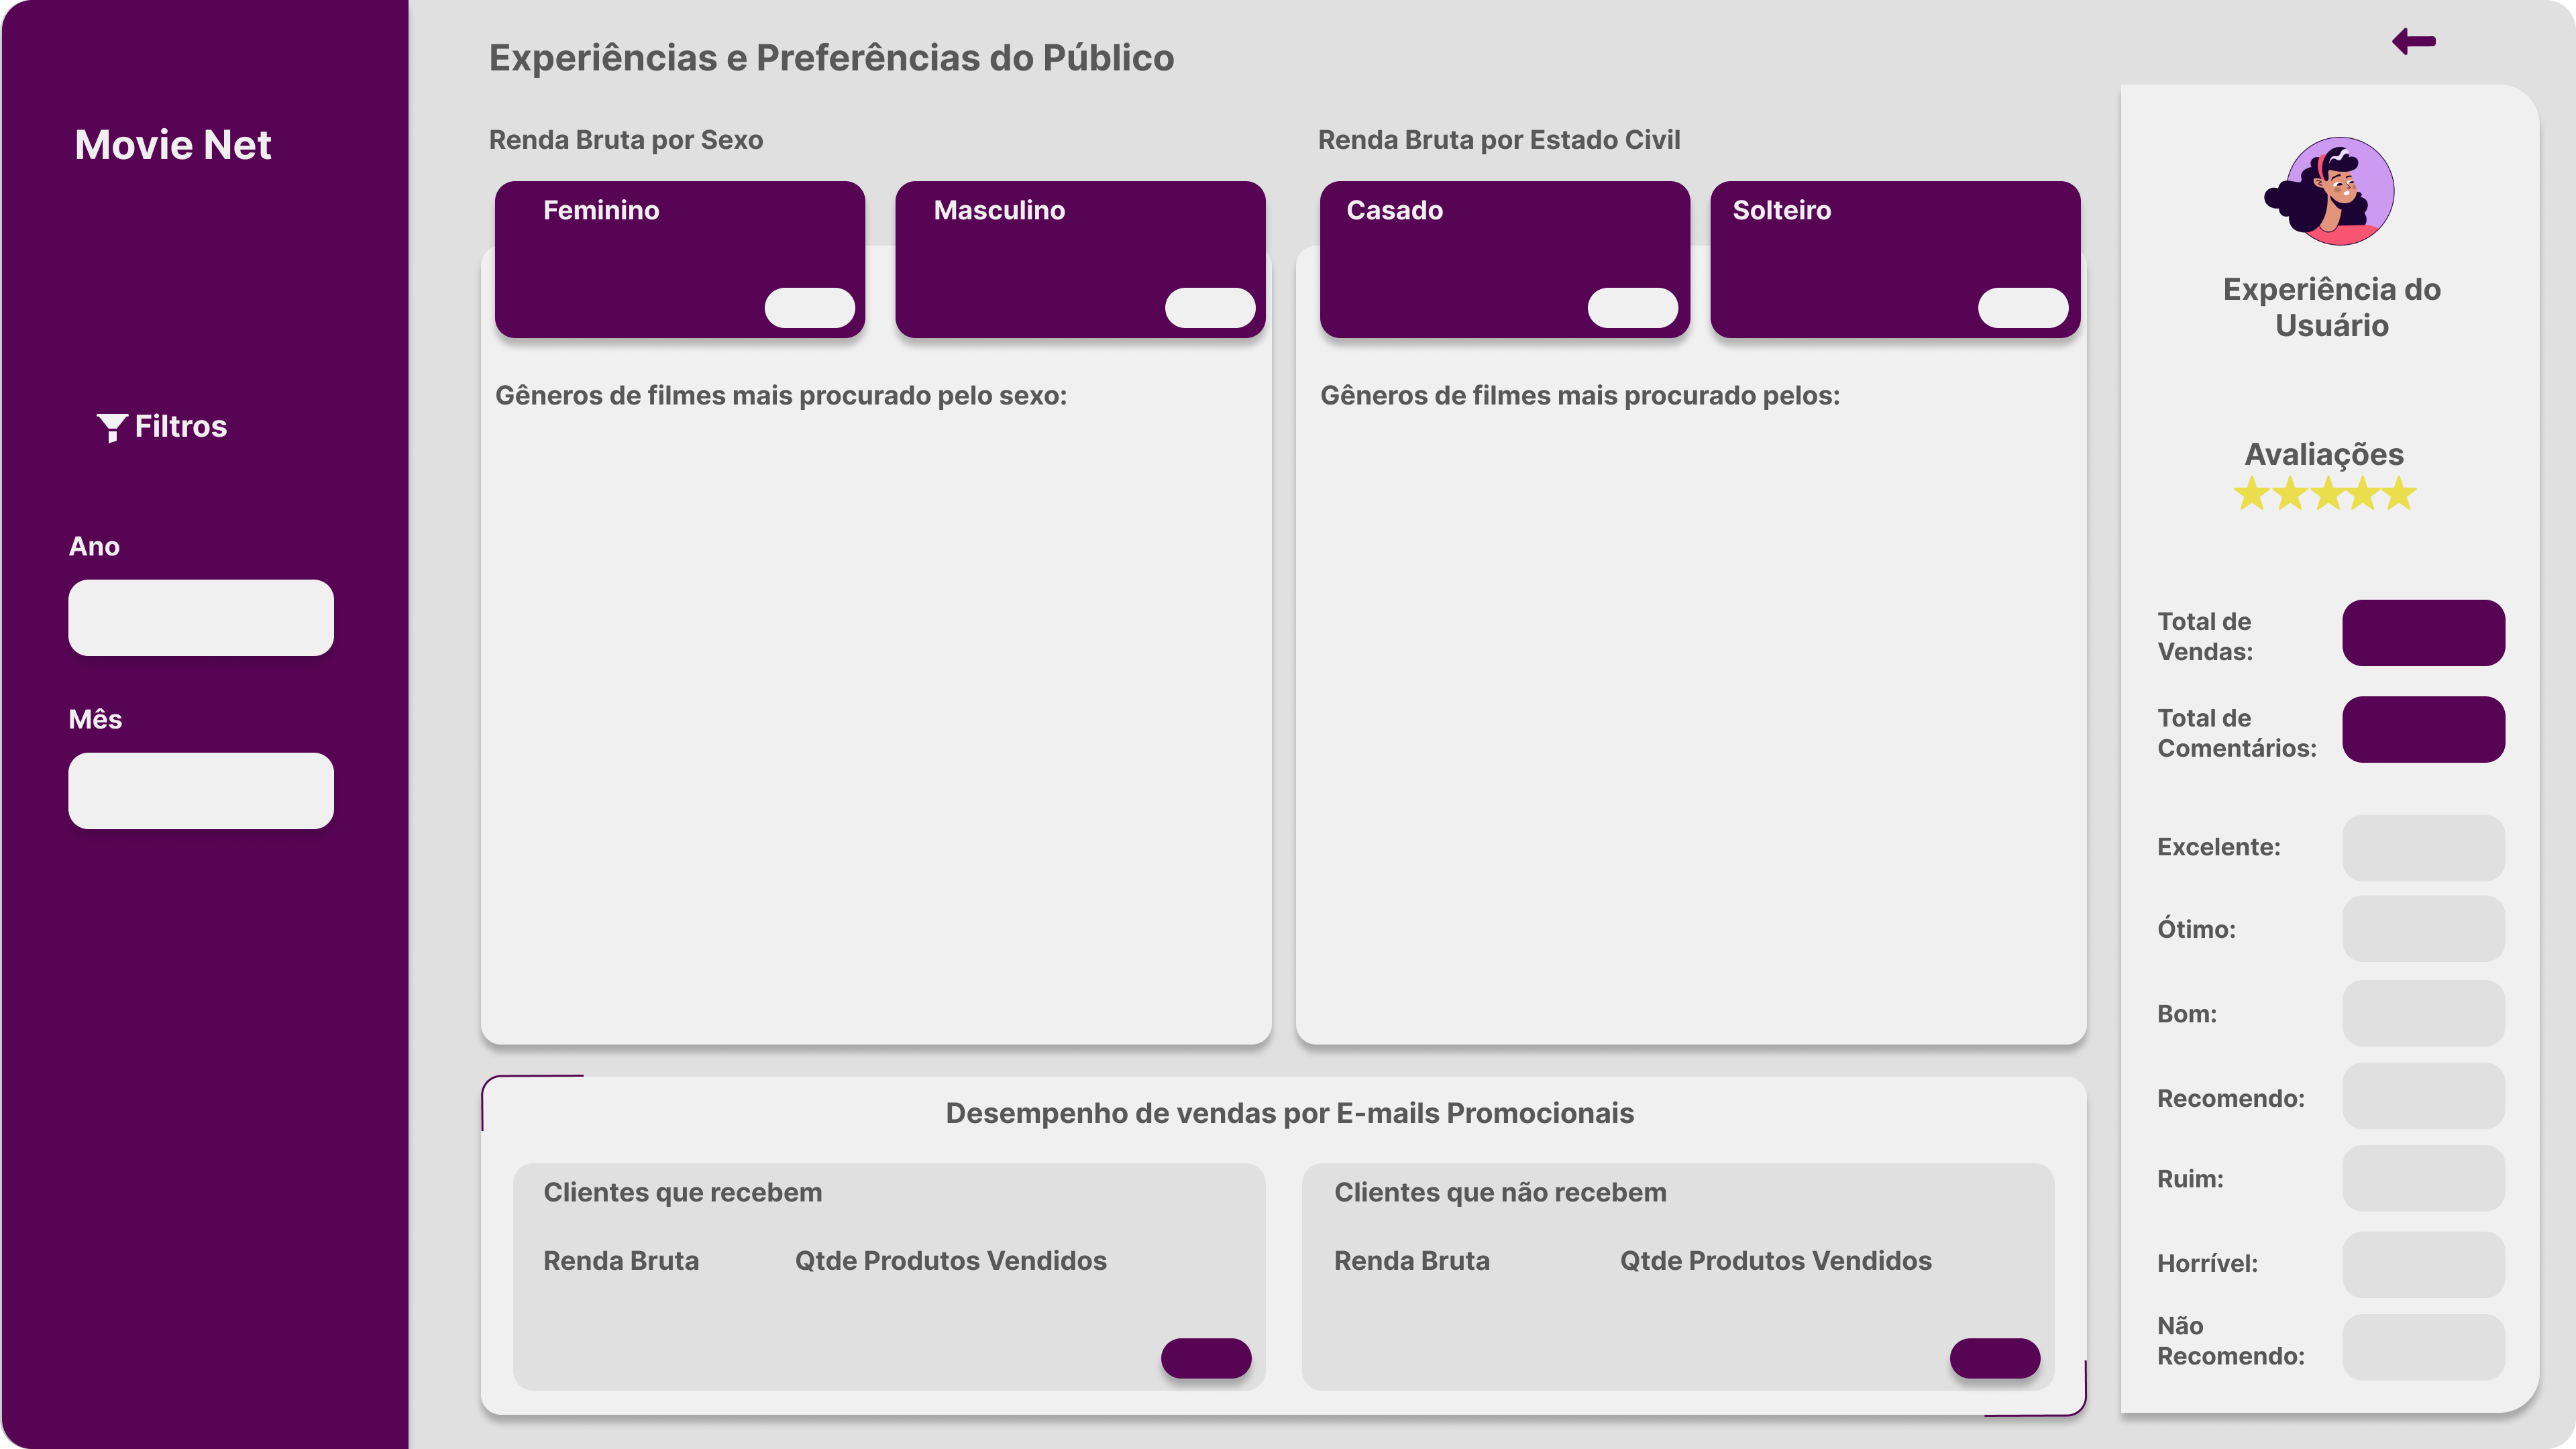 Movie Net
Filtros
Ano
Mês
Experiências e Preferências do Público
Renda Bruta por Sexo
Feminino
Masculino
Gêneros de filmes mais procurado pelo sexo:
Renda Bruta por Estado Civil
Casado
Solteiro
Gêneros de filmes mais procurado pelos:
Desempenho de vendas por E-mails Promocionais
Clientes que recebem
Renda Bruta
Qtde Produtos Vendidos
Clientes que não recebem
Renda Bruta
Qtde Produtos Vendidos
Experiência do
Usuário
Avaliações
Total de
Vendas:
Total de
Comentários:
Excelente:
Ótimo:
Bom:
Recomendo:
Ruim:
Horrível:
Não
Recomendo: